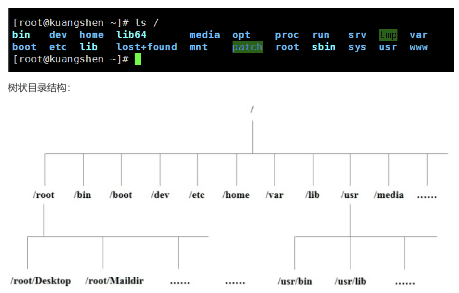 [root@kuangshen ~]# ls /
bin dev home lib64 media opt proc run srv tmp var
boot etc lib lost+found mnt patch root sbin sys usr www
[root@kuangshen ~]#
树状目录结构：
/
/root /bin /boot /dev /etc /home /var /lib /usr /media ……
/root/Desktop /root/Maildir …… …… /usr/bin /usr/lib ……